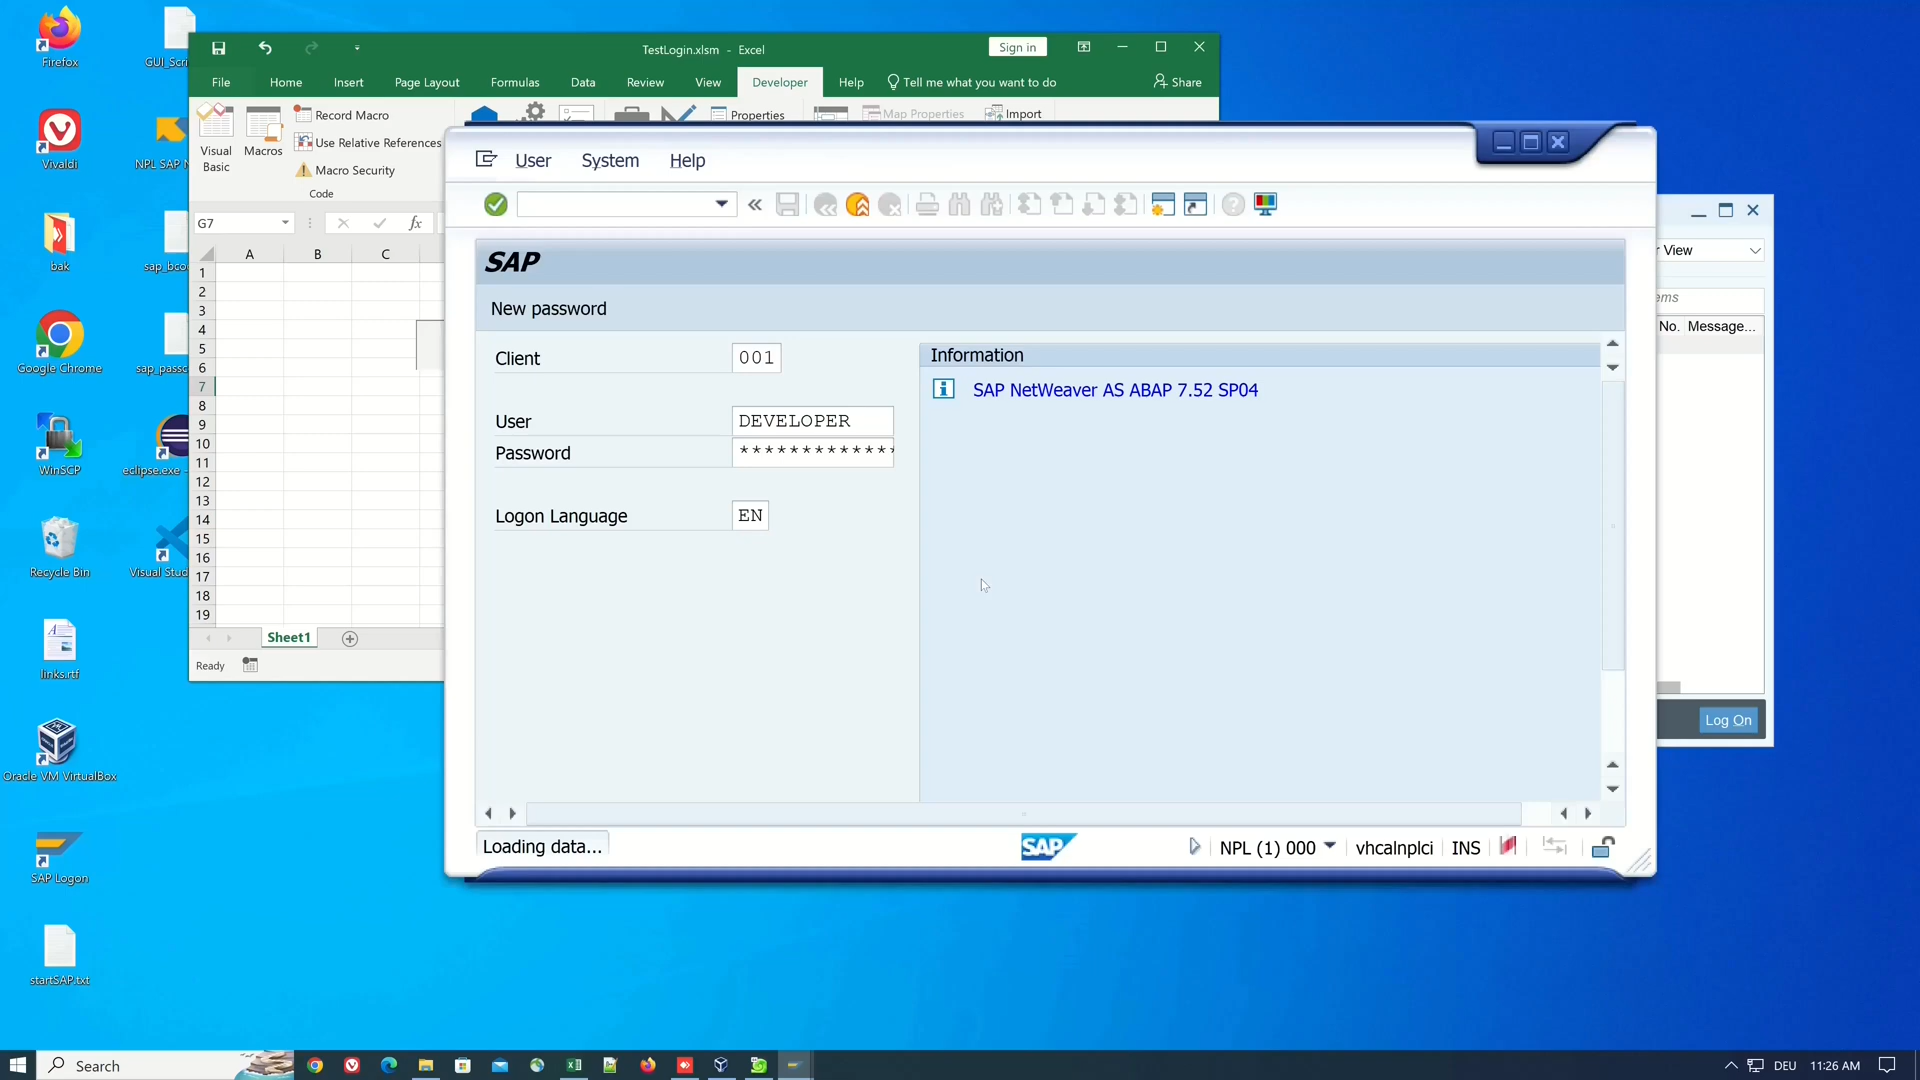 Firefox
Vivaldi
bak
Google Chrome
WinSCP
Recycle Bin
links.rtf
Oracle VM VirtualBox
SAP Logon
startSAP.txt
NPL SAP
eclipse.exe
TestLogin.xlsm - Excel
Sign in
File
Home
Insert
Page Layout
Formulas
Data
Review
View
Developer
Help
Tell me what you want to do
Share
Visual Basic
Macros
Record Macro
Use Relative References
Macro Security
Code
Properties
Map Properties
Import
G7
fx
A B C
1
2
3
4
5
6
7
8
9
10
11
12
13
14
15
16
17
18
19
Sheet1
Ready
User
System
Help
SAP
New password
Client 001
User DEVELOPER
Password *************
Logon Language EN
Information
SAP NetWeaver AS ABAP 7.52 SP04
Loading data...
SAP
NPL (1) 000
vhcalnplci
INS
View
No. Message...
Log On
Search
DEU
11:26 AM